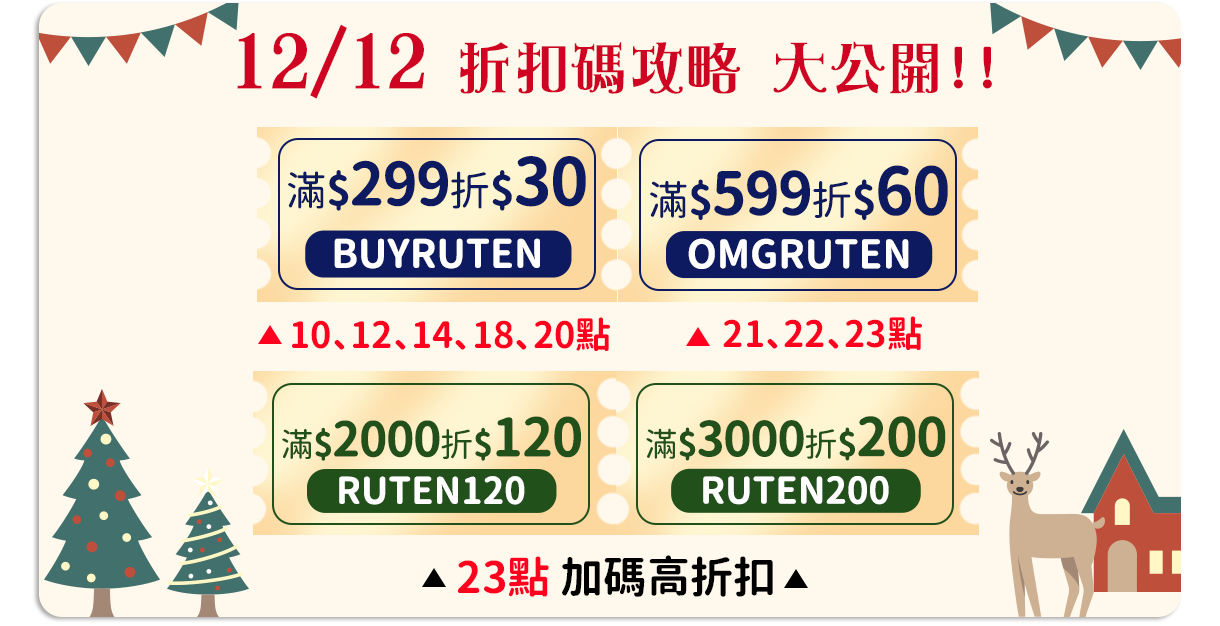 12/12 折扣碼攻略 大公開!!
滿$299折$30
BUYRUTEN
滿$599折$60
OMGRUTEN
▲10、12、14、18、20點
▲ 21、22、23點
滿$2000折$120
RUTEN120
滿$3000折$200
RUTEN200
▲ 23點 加碼高折扣 ▲